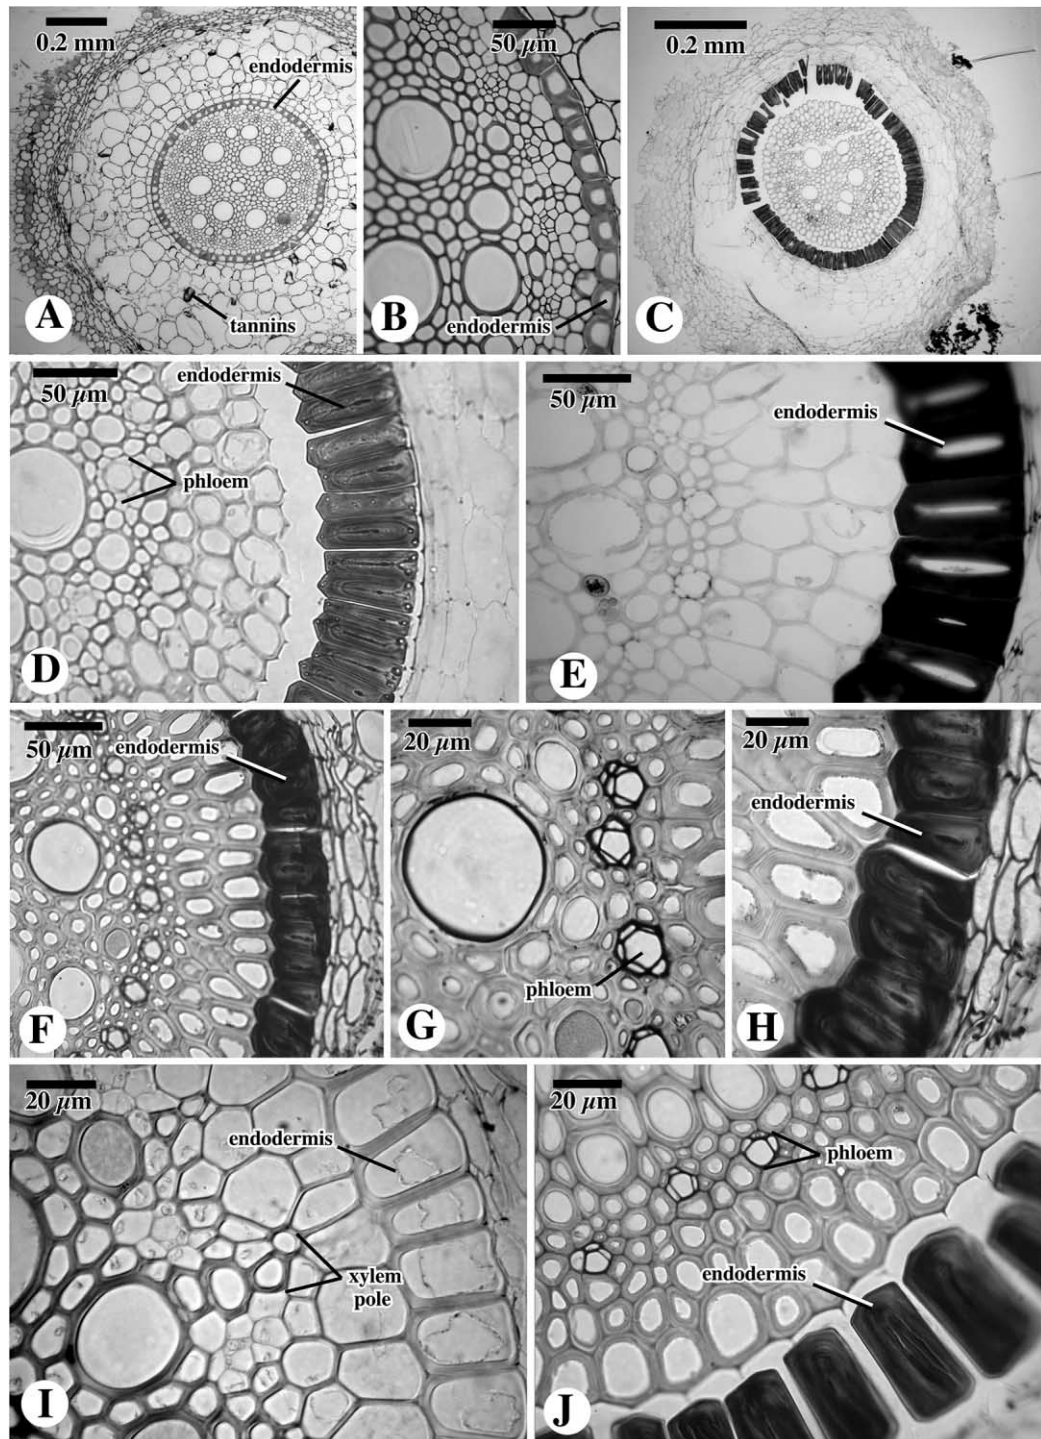 0.2 mm
endodermis
tannins
A
50 µm
endodermis
B
0.2 mm
C
50 µm
endodermis
phloem
D
50 µm
endodermis
E
50 µm
endodermis
F
20 µm
phloem
G
20 µm
endodermis
H
20 µm
endodermis
xylem
pole
I
20 µm
phloem
endodermis
J